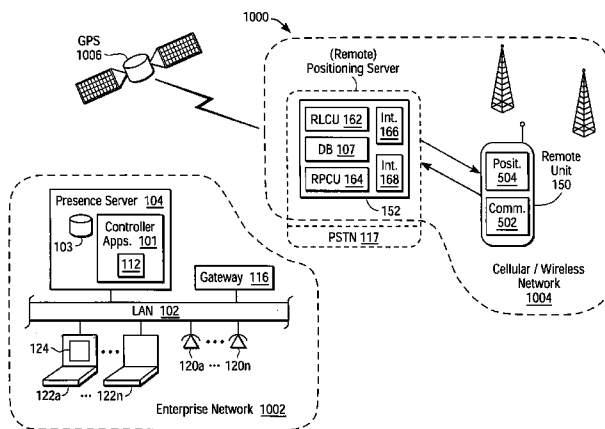 1000
GPS
1006
(Remote)
Positioning Server
RLCU 162
Int.
166
DB 107
RPCU 164
Int.
168
152
PSTN 117
Posit.
504
Comm.
502
Remote
Unit
150
Cellular / Wireless
Network
1004
Presence Server 104
103
Controller
Apps. 101
112
Gateway 116
LAN 102
124
122a
... 122n
120a ... 120n
Enterprise Network 1002